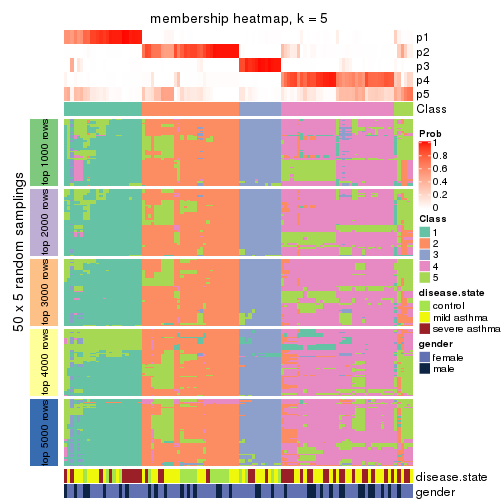 membership heatmap, k = 5
p1
p2
p3
p4
p5
Class
50 x 5 random samplings
top 1000 rows
top 2000 rows
top 3000 rows
top 4000 rows
top 5000 rows
Prob
1
0.8
0.6
0.4
0.2
0
Class
1
2
3
4
5
disease.state
control
mild asthma
severe asthma
gender
female
male
disease.state
gender